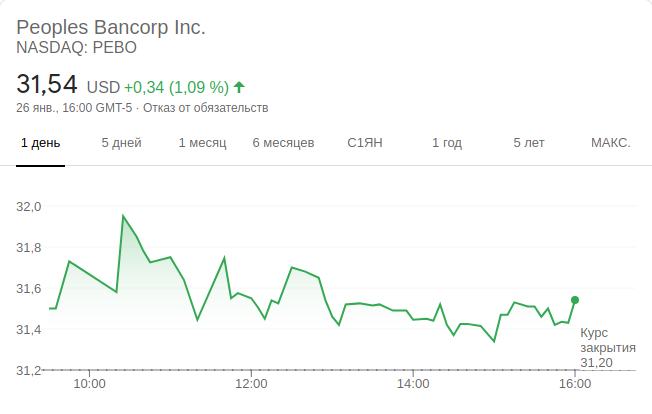 Peoples Bancorp Inc.
NASDAQ: PEBO
31,54 USD +0,34 (1,09 %)
26 янв., 16:00 GMT-5 · Отказ от обязательств
1 день 5 дней 1 месяц 6 месяцев С1ЯН 1 год 5 лет МАКС.
32,0
31,8
31,6
31,4
31,2
Курс
закрытия
31,20
10:00 12:00 14:00 16:00